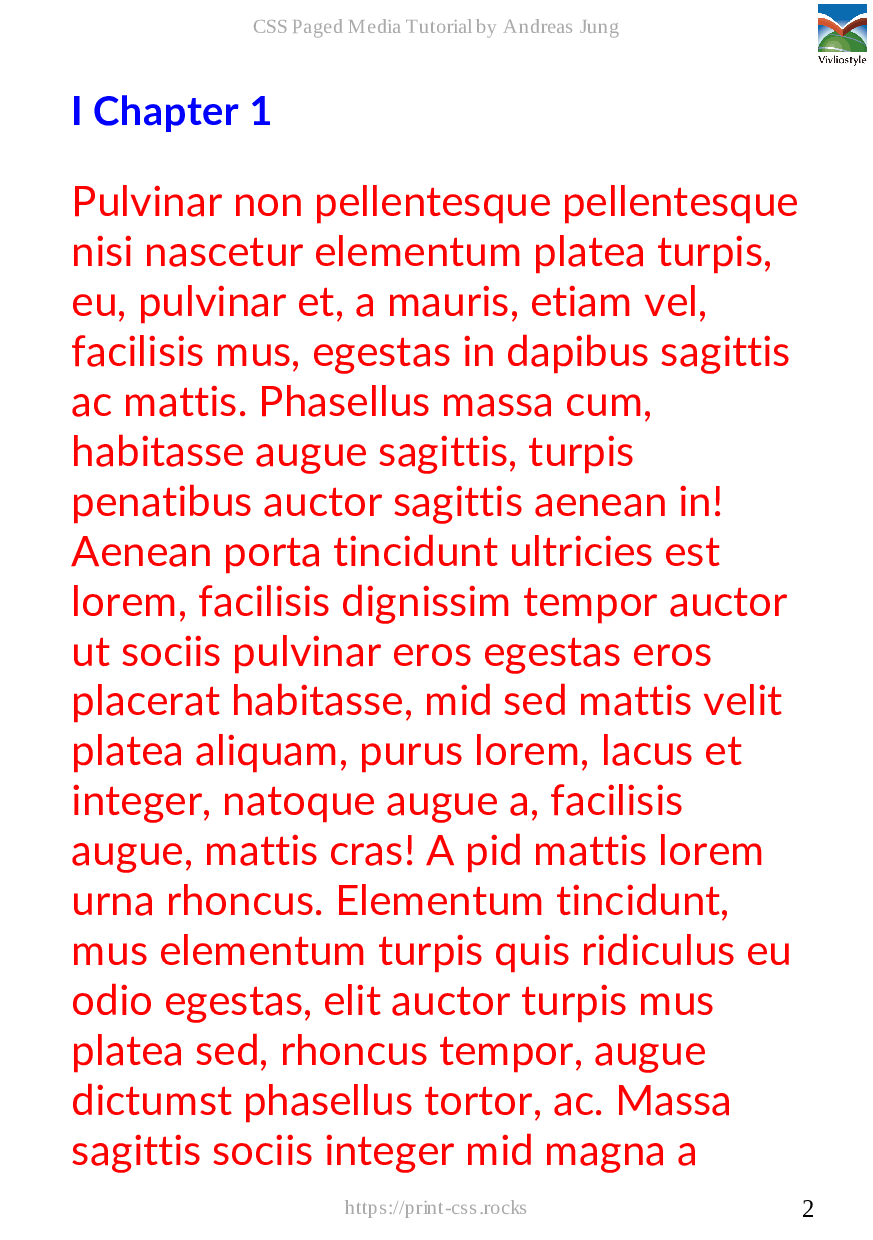 CSS Paged Media Tutorial by Andreas Jung
Vivliostyle
I Chapter 1
Pulvinar non pellentesque pellentesque
nisi nascetur elementum platea turpis,
eu, pulvinar et, a mauris, etiam vel,
facilisis mus, egestas in dapibus sagittis
ac mattis. Phasellus massa cum,
habitasse augue sagittis, turpis
penatibus auctor sagittis aenean in!
Aenean porta tincidunt ultricies est
lorem, facilisis dignissim tempor auctor
ut sociis pulvinar eros egestas eros
placerat habitasse, mid sed mattis velit
platea aliquam, purus lorem, lacus et
integer, natoque augue a, facilisis
augue, mattis cras! A pid mattis lorem
urna rhoncus. Elementum tincidunt,
mus elementum turpis quis ridiculus eu
odio egestas, elit auctor turpis mus
platea sed, rhoncus tempor, augue
dictumst phasellus tortor, ac. Massa
sagittis sociis integer mid magna a
https://print-css.rocks
2